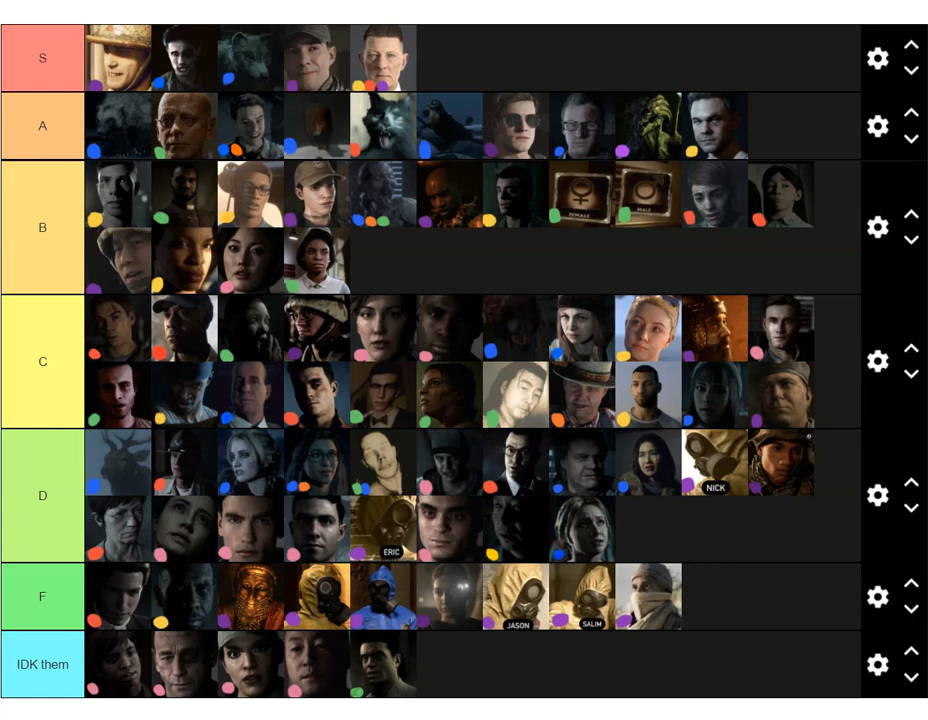 S
A
B
FEMALE
MALE
C
D
NICK
ERIC
F
JASON
SALIM
IDK them